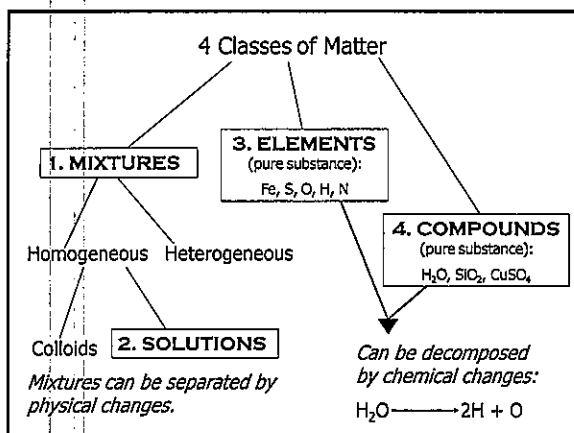 4 Classes of Matter
1. MIXTURES
3. ELEMENTS
(pure substance):
Fe, S, O, H, N
4. COMPOUNDS
(pure substance):
H₂O, SiO₂, CuSO₄
Homogeneous
Heterogeneous
Colloids
2. SOLUTIONS
Mixtures can be separated by
physical changes.
Can be decomposed
by chemical changes:
H₂O ⟶ 2H + O